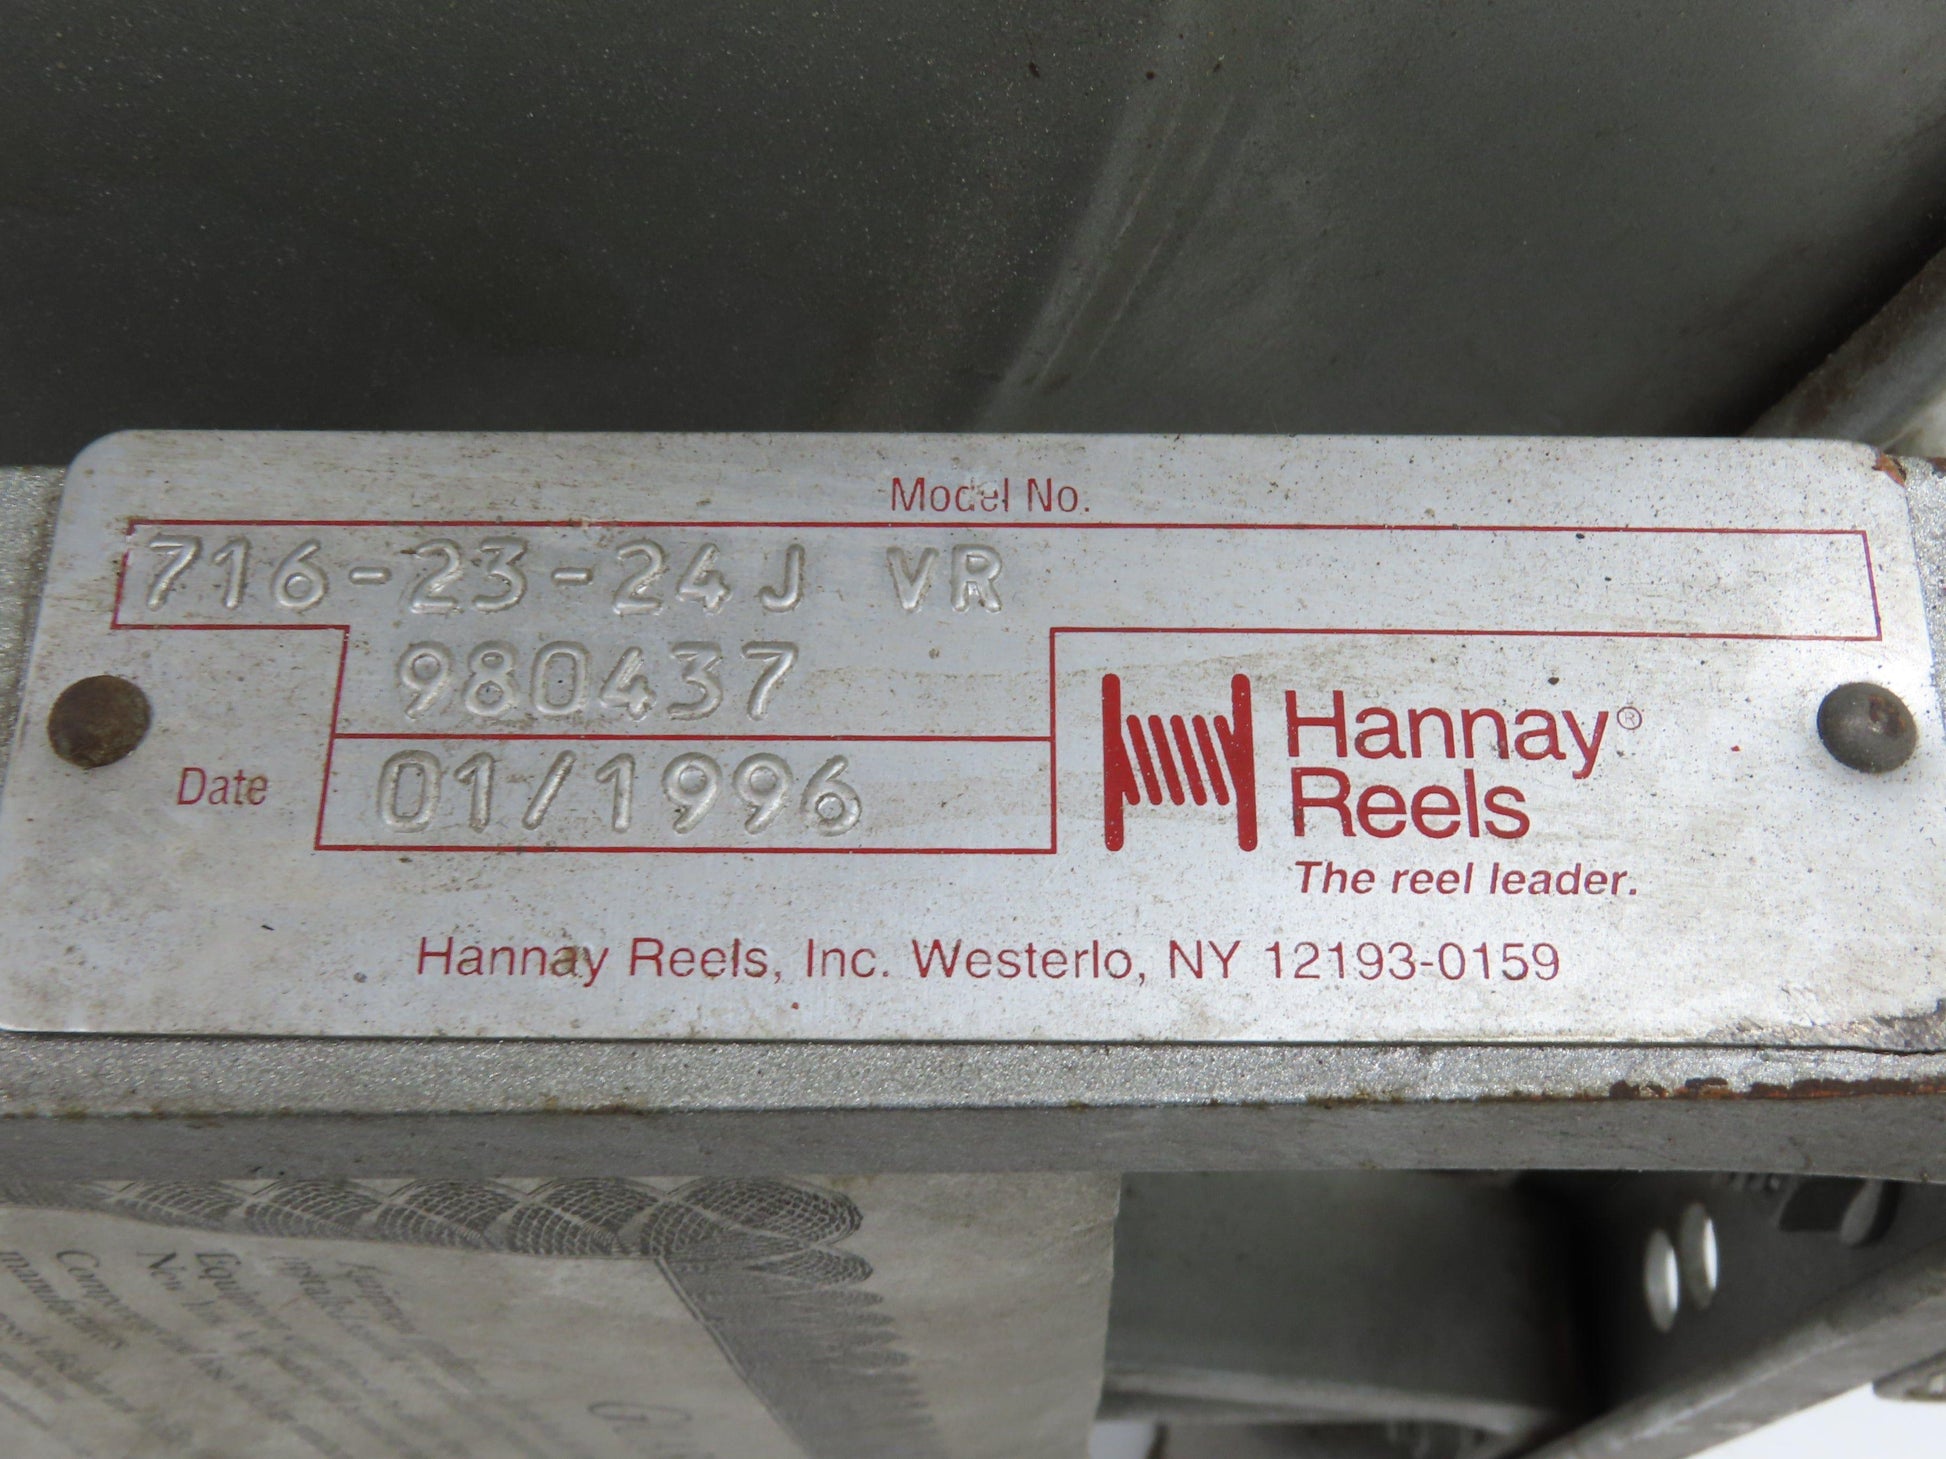 Model No.
716-23-24J VR
980437
Date 01/1996
Hannay®
Reels
The reel leader.
Hannay Reels, Inc. Westerlo, NY 12193-0159